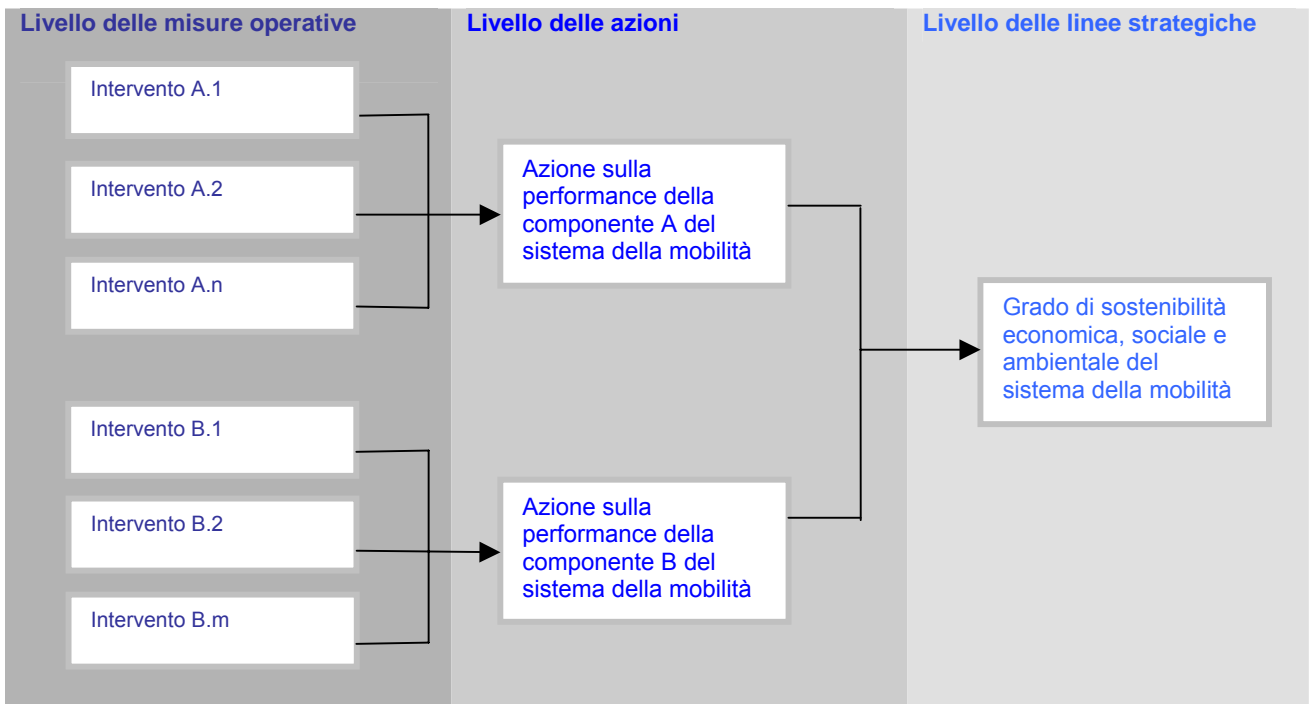 Livello delle misure operative
Livello delle azioni
Livello delle linee strategiche
Intervento A.1
Intervento A.2
Intervento A.n
Azione sulla
performance della
componente A del
sistema della mobilità
Grado di sostenibilità
economica, sociale e
ambientale del
sistema della mobilità
Intervento B.1
Intervento B.2
Intervento B.m
Azione sulla
performance della
componente B del
sistema della mobilità